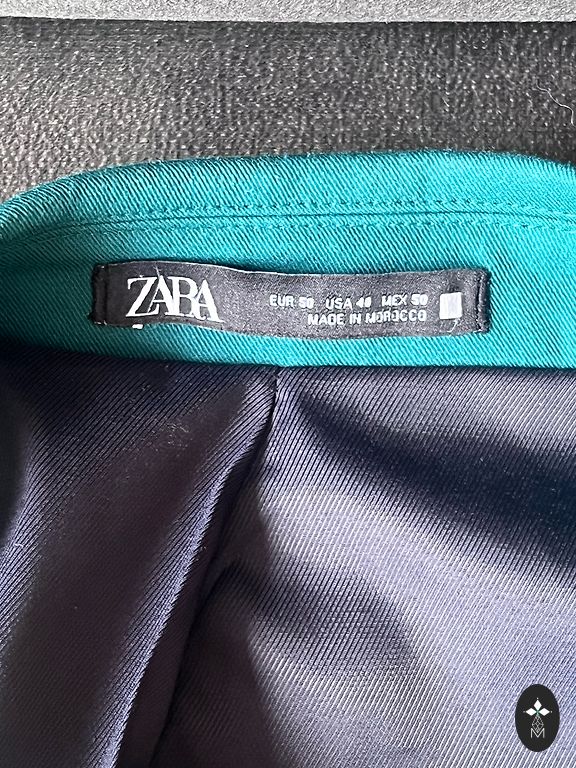 ZARA
EUR 50 USA 40 MEX 50
MADE IN MOROCCO
M